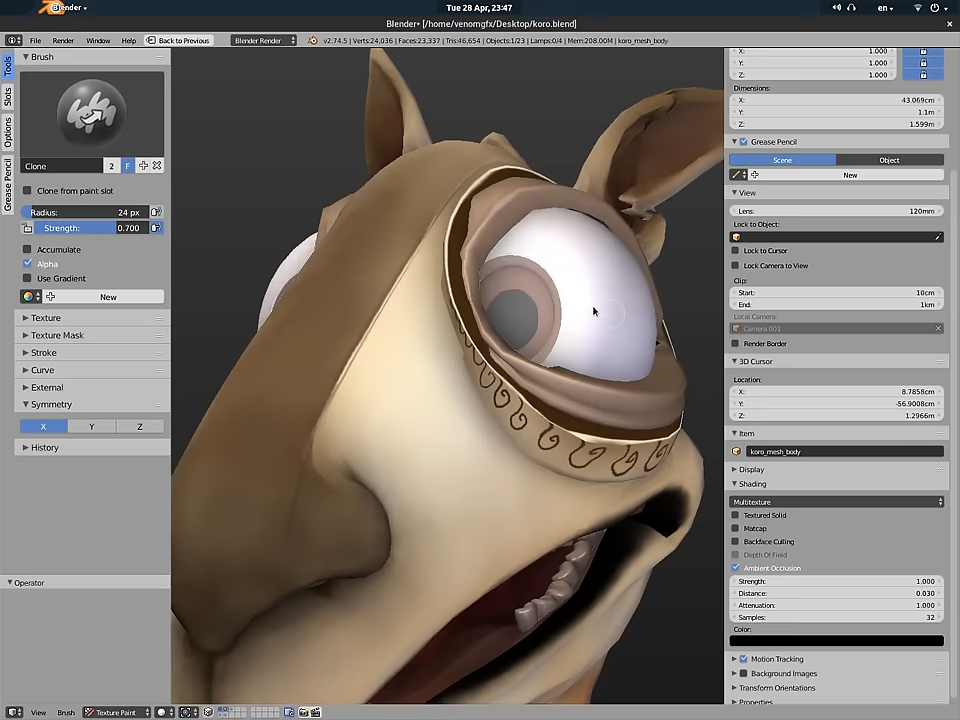 Blender
Tue 28 Apr, 23:47
en
Blender* [/home/venomgfx/Desktop/koro.blend]
File Render Window Help Back to Previous Blender Render v2.74.5 | Verts:24,036 | Faces:23,337 | Tris:46,654 | Objects:1/23 | Lamps:0/4 | Mem:208.00M | koro_mesh_body
Tools
Slots
Options
Grease Pencil
Brush
Clone 2 F
Clone from paint slot
Radius: 24 px
Strength: 0.700
Accumulate
Alpha
Use Gradient
New
Texture
Texture Mask
Stroke
Curve
External
Symmetry
X Y Z
History
Operator
X: 1.000
Y: 1.000
Z: 1.000
Dimensions:
X: 43.069cm
Y: 1.1m
Z: 1.599m
Grease Pencil
Scene Object
New
View
Lens: 120mm
Lock to Object:
Lock to Cursor
Lock Camera to View
Clip:
Start: 10cm
End: 1km
Local Camera:
Camera.001
Render Border
3D Cursor
Location:
X: 8.7858cm
Y: -56.9008cm
Z: 1.2966m
Item
koro_mesh_body
Display
Shading
Multitexture
Textured Solid
Matcap
Backface Culling
Depth Of Field
Ambient Occlusion
Strength: 1.000
Distance: 0.030
Attenuation: 1.000
Samples: 32
Color:
Motion Tracking
Background Images
Transform Orientations
Properties
View Brush Texture Paint